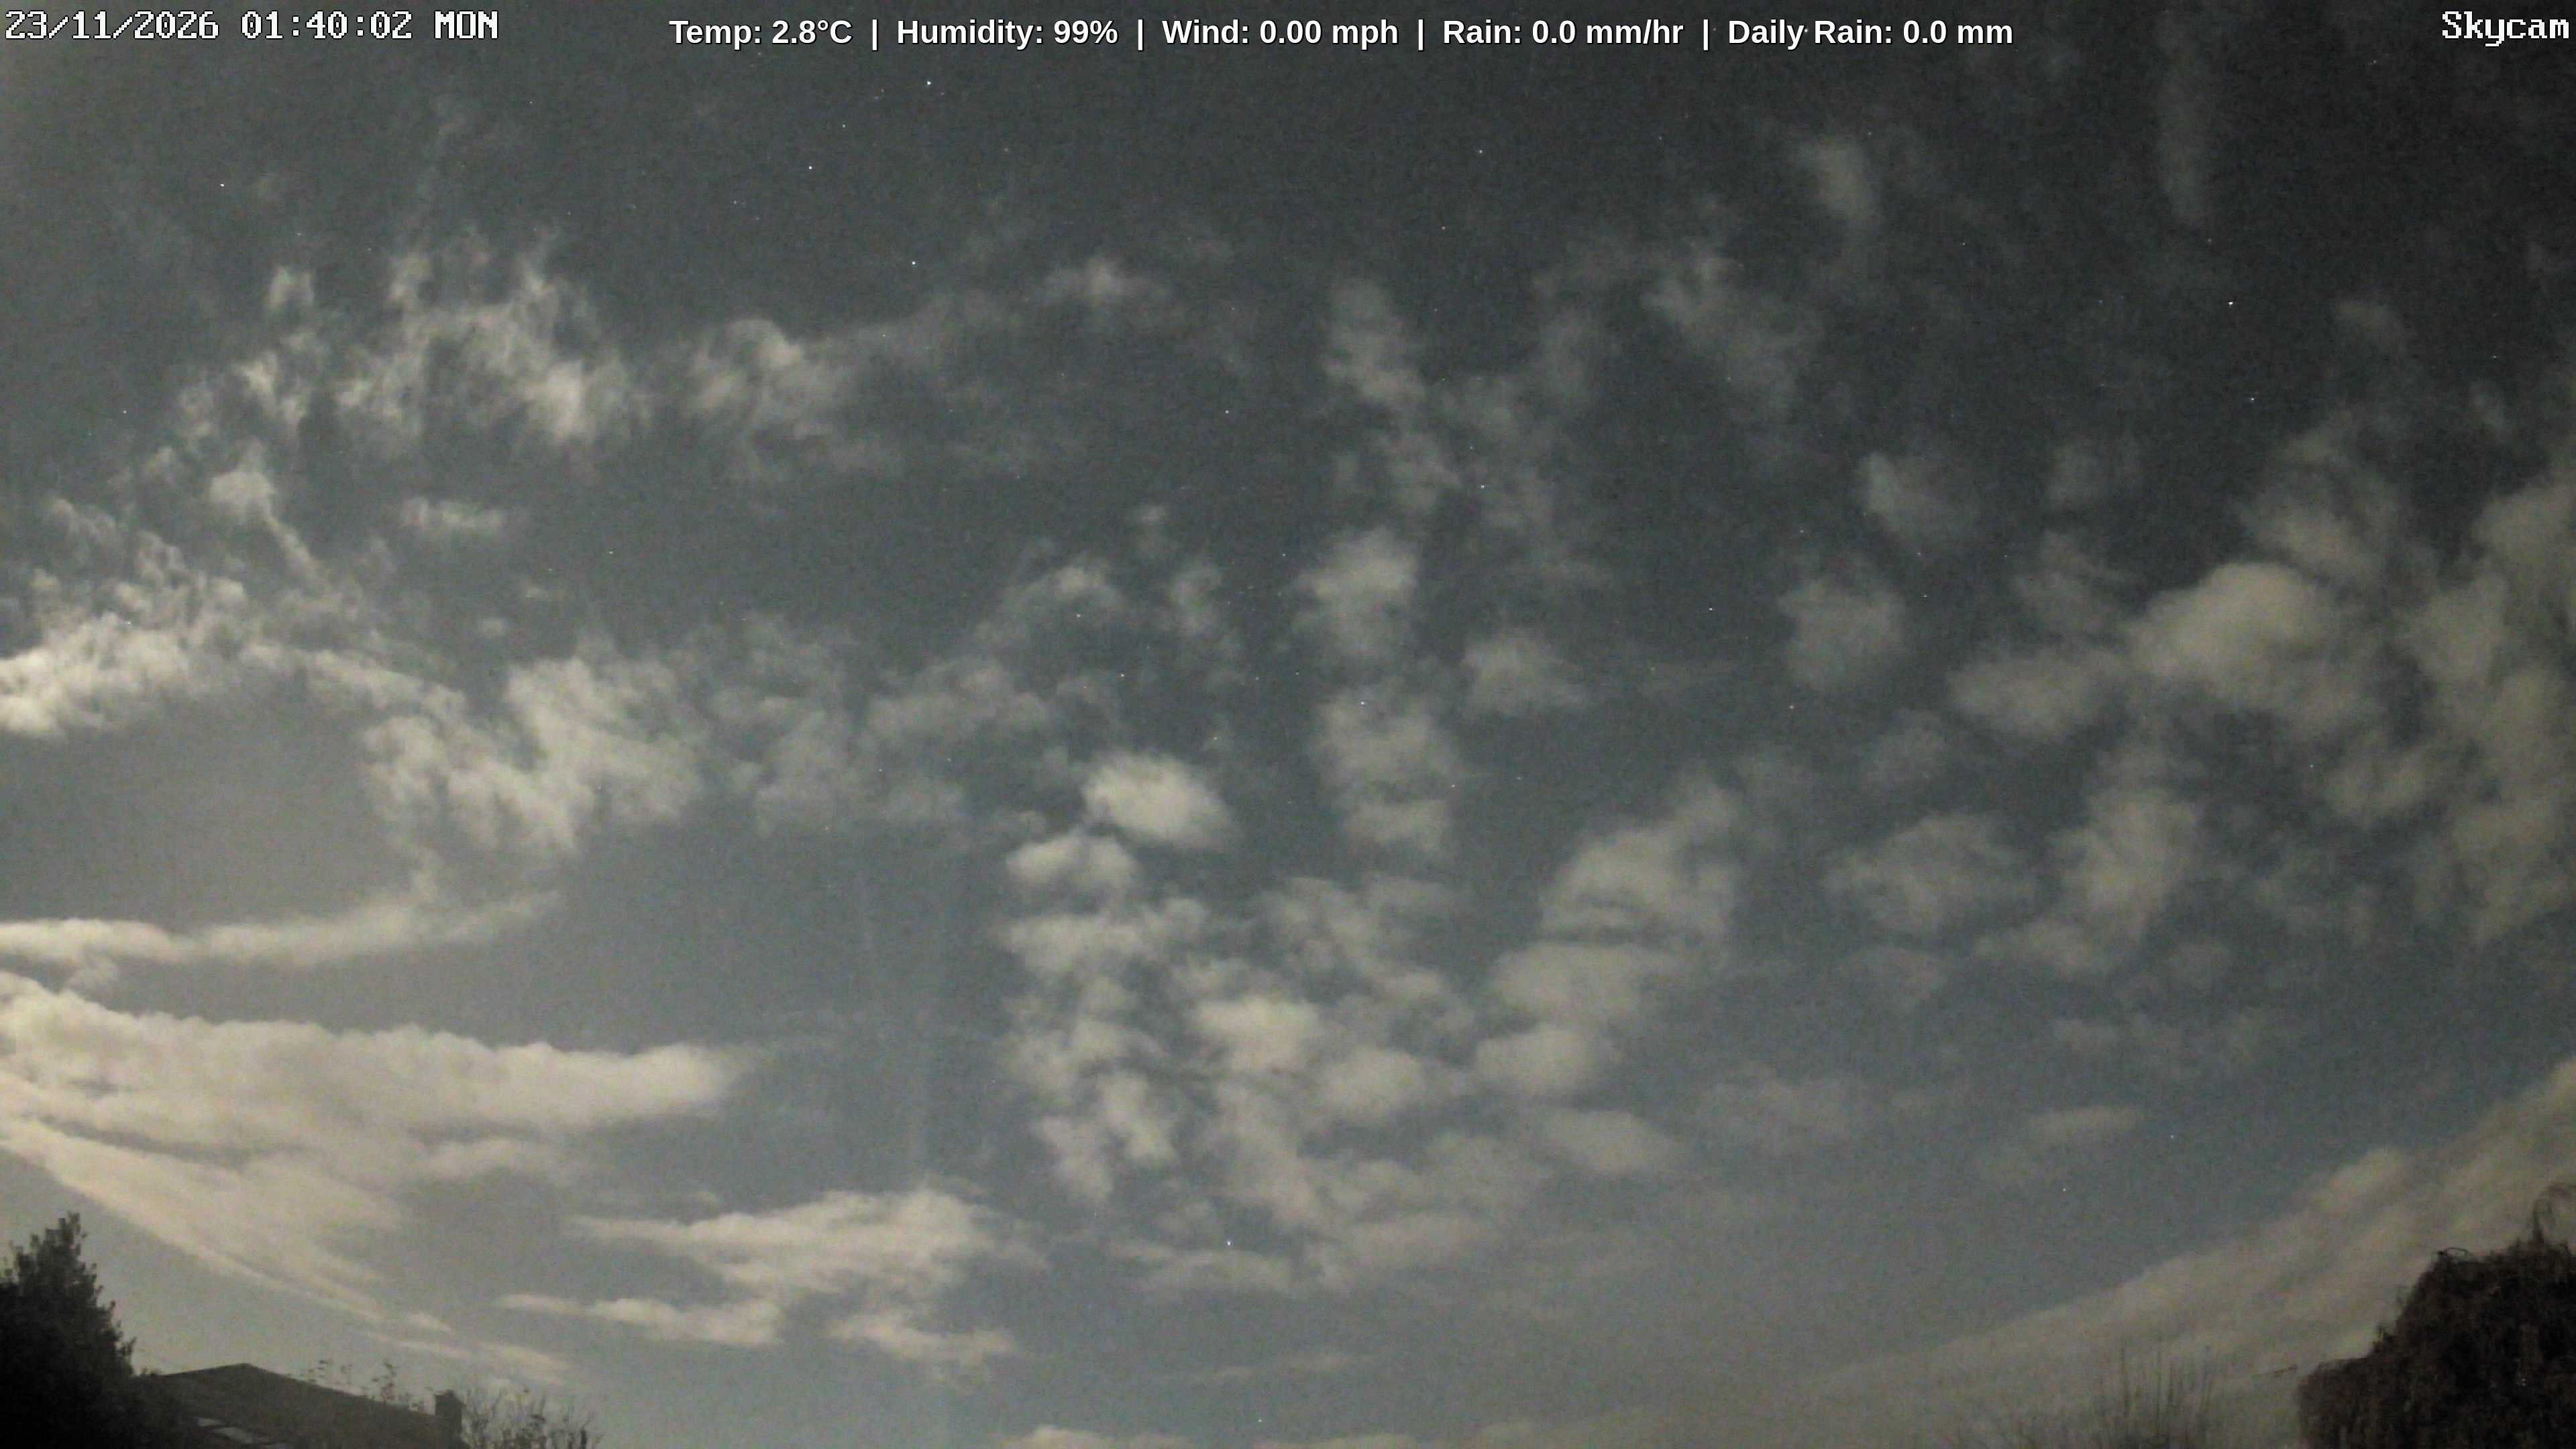 23/11/2026 01:40:02 MON
Temp: 2.8°C | Humidity: 99% | Wind: 0.00 mph | Rain: 0.0 mm/hr | Daily Rain: 0.0 mm
Skycam